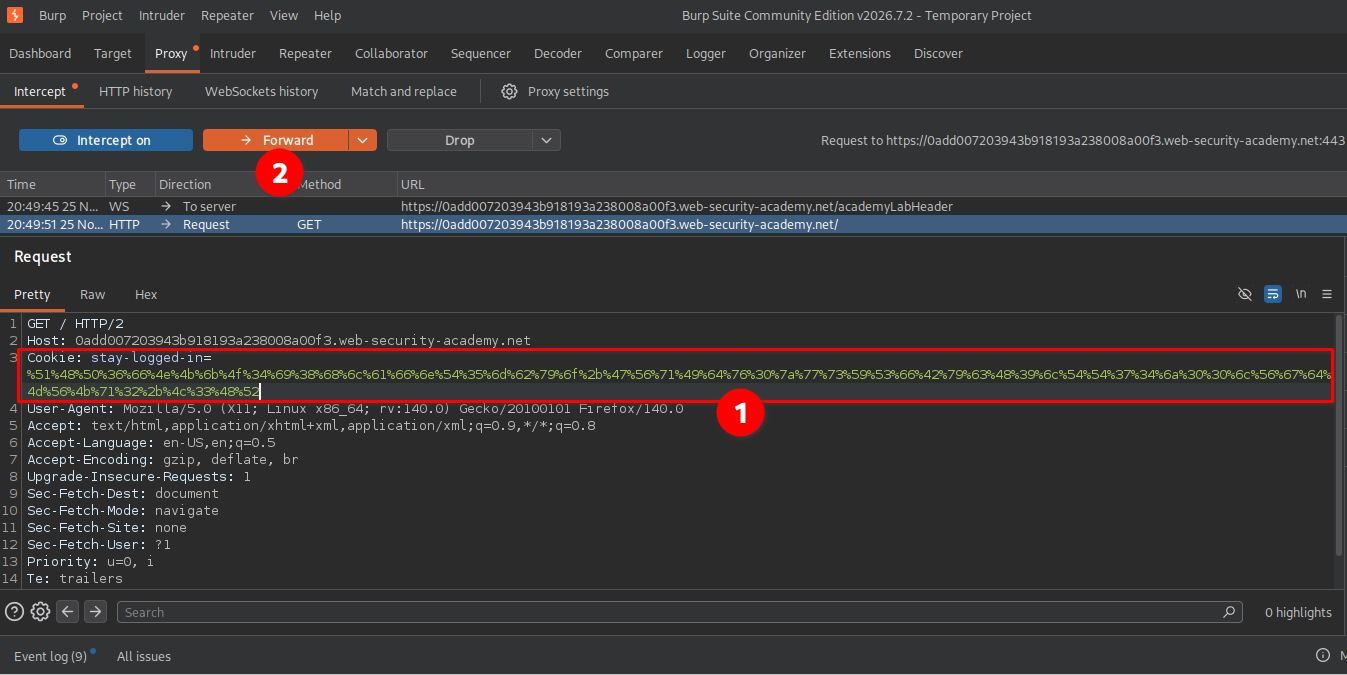 Burp Project Intruder Repeater View Help Burp Suite Community Edition v2026.7.2 - Temporary Project
Dashboard Target Proxy Intruder Repeater Collaborator Sequencer Decoder Comparer Logger Organizer Extensions Discover
Intercept HTTP history WebSockets history Match and replace Proxy settings
Intercept on Forward Drop Request to https://0add007203943b918193a238008a00f3.web-security-academy.net:443
2
Time Type Direction Method URL
20:49:45 25 N... WS To server https://0add007203943b918193a238008a00f3.web-security-academy.net/academyLabHeader
20:49:51 25 No... HTTP Request GET https://0add007203943b918193a238008a00f3.web-security-academy.net/
Request
Pretty Raw Hex \n
1 GET / HTTP/2
2 Host: 0add007203943b918193a238008a00f3.web-security-academy.net
3 Cookie: stay-logged-in=
%51%48%50%36%66%4e%4b%6b%4f%34%69%38%68%6c%61%66%6e%54%35%6d%62%79%6f%2b%47%56%71%49%64%76%30%7a%77%73%59%53%66%42%79%63%48%39%6c%54%54%37%34%6a%30%30%6c%56%67%64%
4d%56%4b%71%32%2b%4c%33%48%52
1
4 User-Agent: Mozilla/5.0 (X11; Linux x86_64; rv:140.0) Gecko/20100101 Firefox/140.0
5 Accept: text/html,application/xhtml+xml,application/xml;q=0.9,*/*;q=0.8
6 Accept-Language: en-US,en;q=0.5
7 Accept-Encoding: gzip, deflate, br
8 Upgrade-Insecure-Requests: 1
9 Sec-Fetch-Dest: document
10 Sec-Fetch-Mode: navigate
11 Sec-Fetch-Site: none
12 Sec-Fetch-User: ?1
13 Priority: u=0, i
14 Te: trailers
Search 0 highlights
Event log (9) All issues M